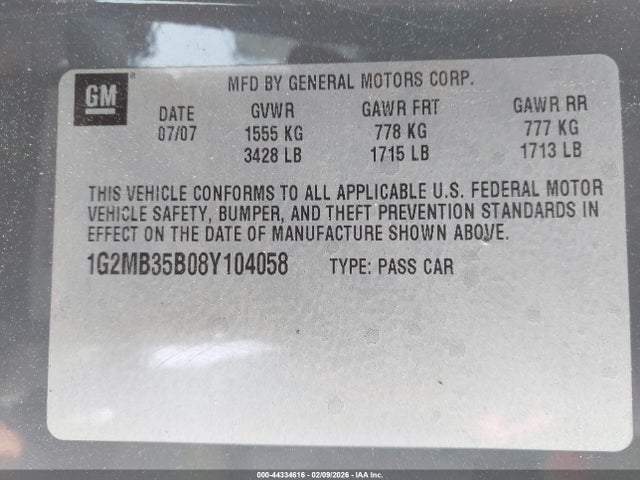 GM
MFD BY GENERAL MOTORS CORP.
DATE GVWR GAWR FRT GAWR RR
07/07 1555 KG 778 KG 777 KG
3428 LB 1715 LB 1713 LB
THIS VEHICLE CONFORMS TO ALL APPLICABLE U.S. FEDERAL MOTOR
VEHICLE SAFETY, BUMPER, AND THEFT PREVENTION STANDARDS IN
EFFECT ON THE DATE OF MANUFACTURE SHOWN ABOVE.
1G2MB35B08Y104058 TYPE: PASS CAR
000-44334616 - 02/09/2026 - IAA Inc.